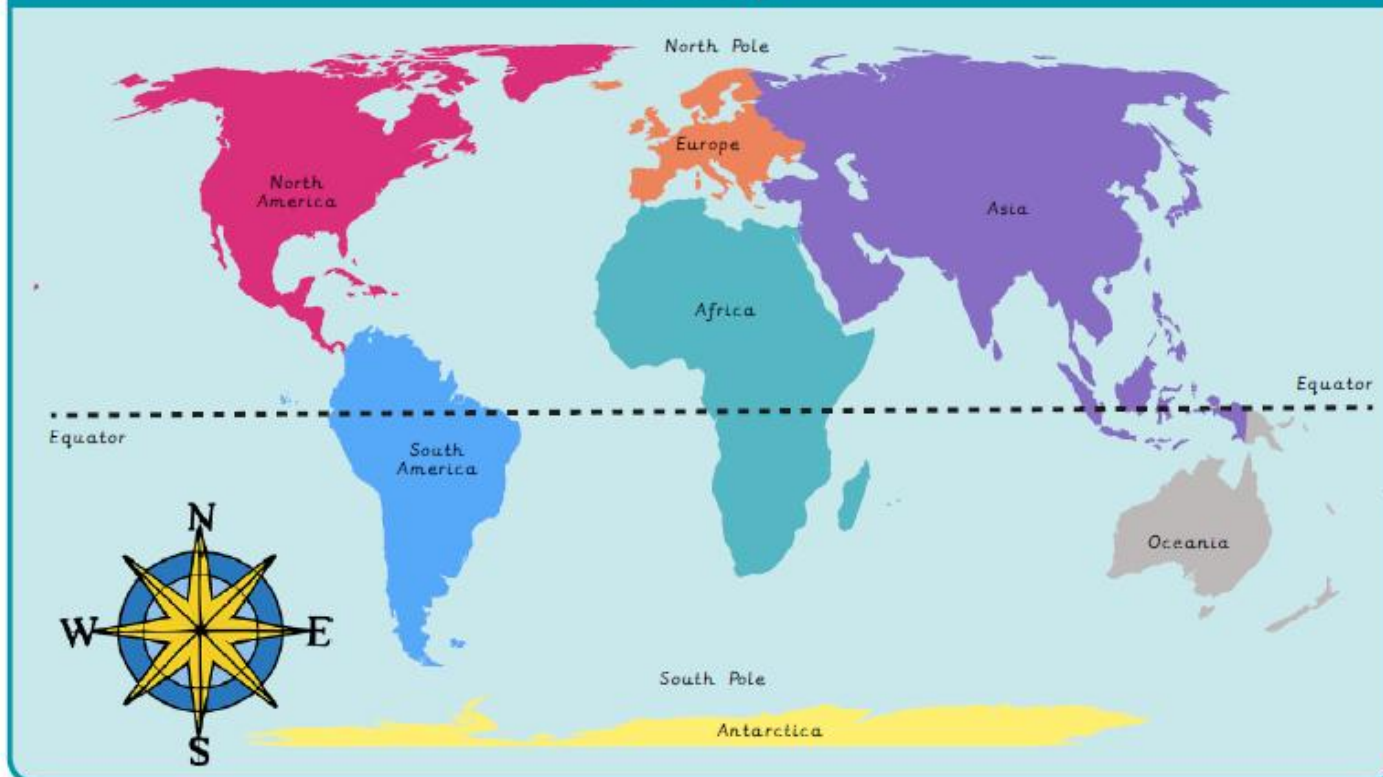 North Pole
Europe
North
America
Asia
Africa
Equator
Equator
South
America
Oceania
N
W
E
S
South Pole
Antarctica